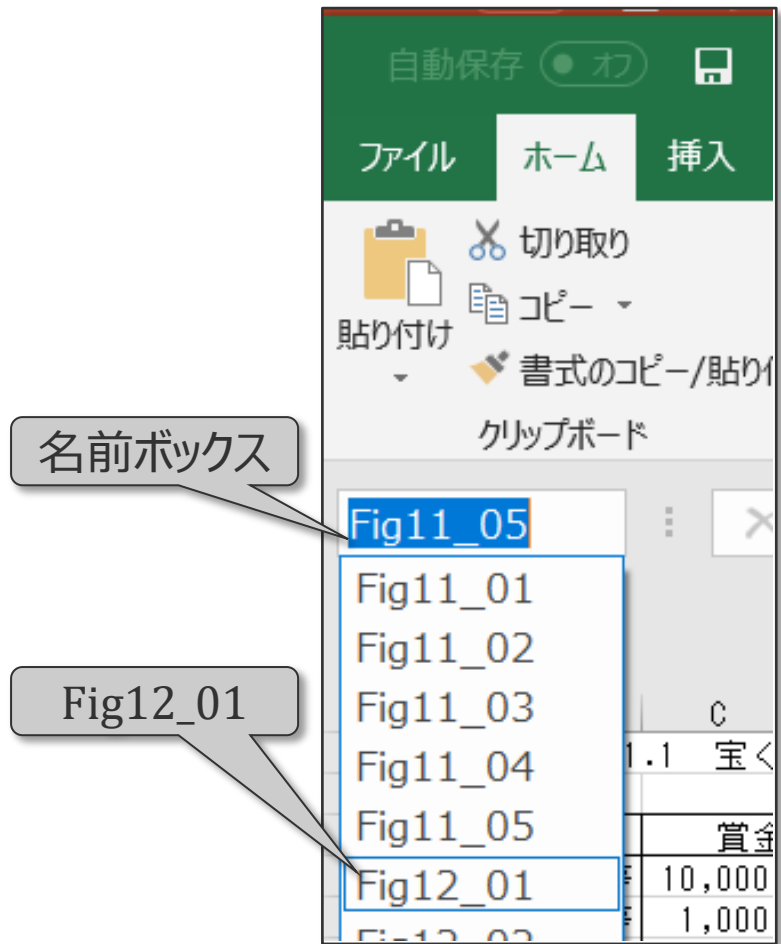 自動保存 オフ
ファイル ホーム 挿入
切り取り
コピー
貼り付け
書式のコピー/貼り
クリップボード
名前ボックス
Fig11_05
Fig11_01
Fig11_02
Fig12_01
Fig11_03
C
Fig11_04
1.1 宝く
Fig11_05
賞金
Fig12_01
10,000
1,000